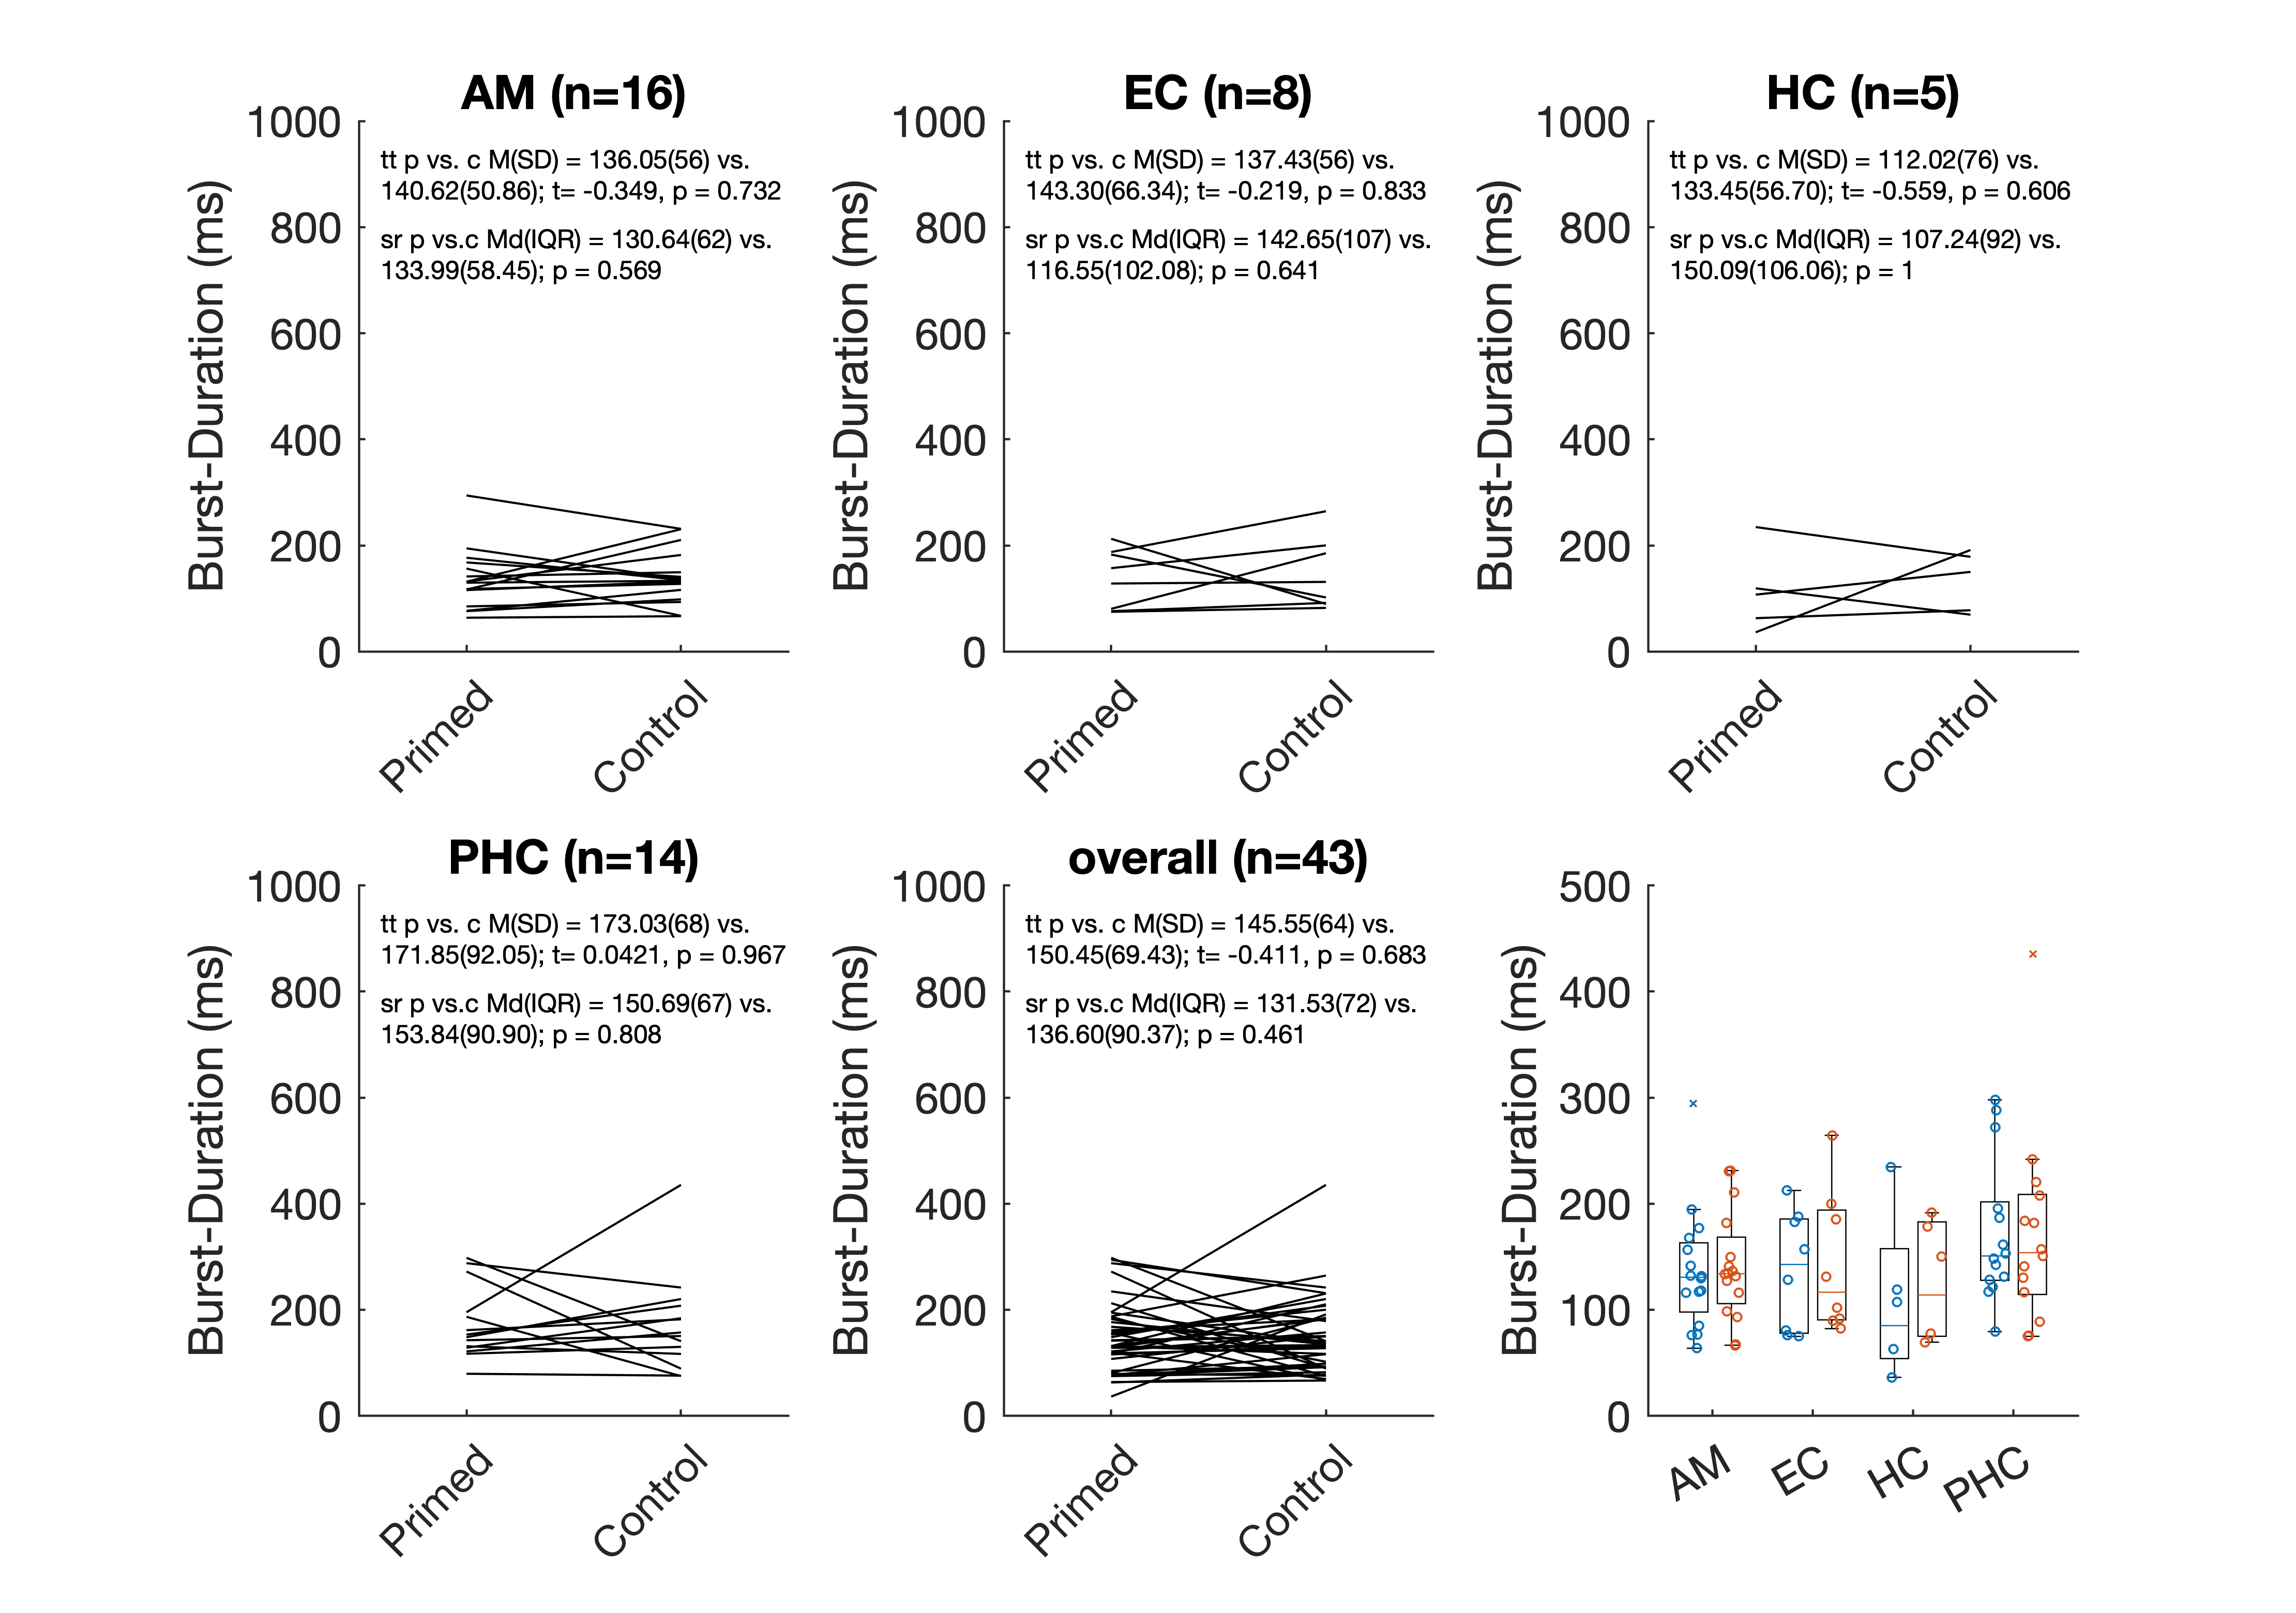 AM (n=16)
1000
800
600
400
200
0
Burst-Duration (ms)
tt p vs. c M(SD) = 136.05(56) vs.
140.62(50.86); t= -0.349, p = 0.732
sr p vs.c Md(IQR) = 130.64(62) vs.
133.99(58.45); p = 0.569
Primed
Control
EC (n=8)
1000
800
600
400
200
0
Burst-Duration (ms)
tt p vs. c M(SD) = 137.43(56) vs.
143.30(66.34); t= -0.219, p = 0.833
sr p vs.c Md(IQR) = 142.65(107) vs.
116.55(102.08); p = 0.641
Primed
Control
HC (n=5)
1000
800
600
400
200
0
Burst-Duration (ms)
tt p vs. c M(SD) = 112.02(76) vs.
133.45(56.70); t= -0.559, p = 0.606
sr p vs.c Md(IQR) = 107.24(92) vs.
150.09(106.06); p = 1
Primed
Control
PHC (n=14)
1000
800
600
400
200
0
Burst-Duration (ms)
tt p vs. c M(SD) = 173.03(68) vs.
171.85(92.05); t= 0.0421, p = 0.967
sr p vs.c Md(IQR) = 150.69(67) vs.
153.84(90.90); p = 0.808
Primed
Control
overall (n=43)
1000
800
600
400
200
0
Burst-Duration (ms)
tt p vs. c M(SD) = 145.55(64) vs.
150.45(69.43); t= -0.411, p = 0.683
sr p vs.c Md(IQR) = 131.53(72) vs.
136.60(90.37); p = 0.461
Primed
Control
500
400
300
200
100
0
Burst-Duration (ms)
AM
EC
HC
PHC